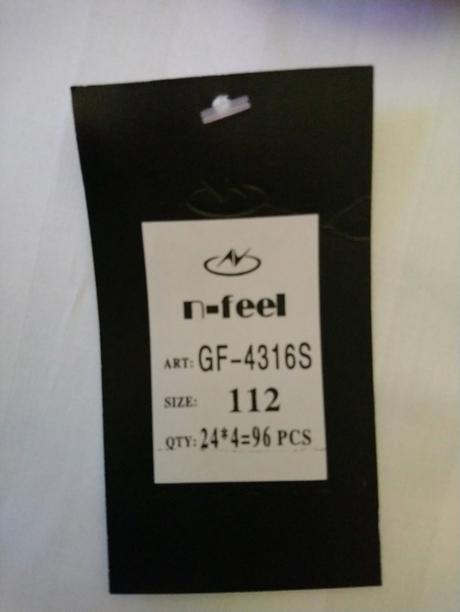 n-feel
ART: GF-4316S
SIZE: 112
QTY: 24*4=96 PCS